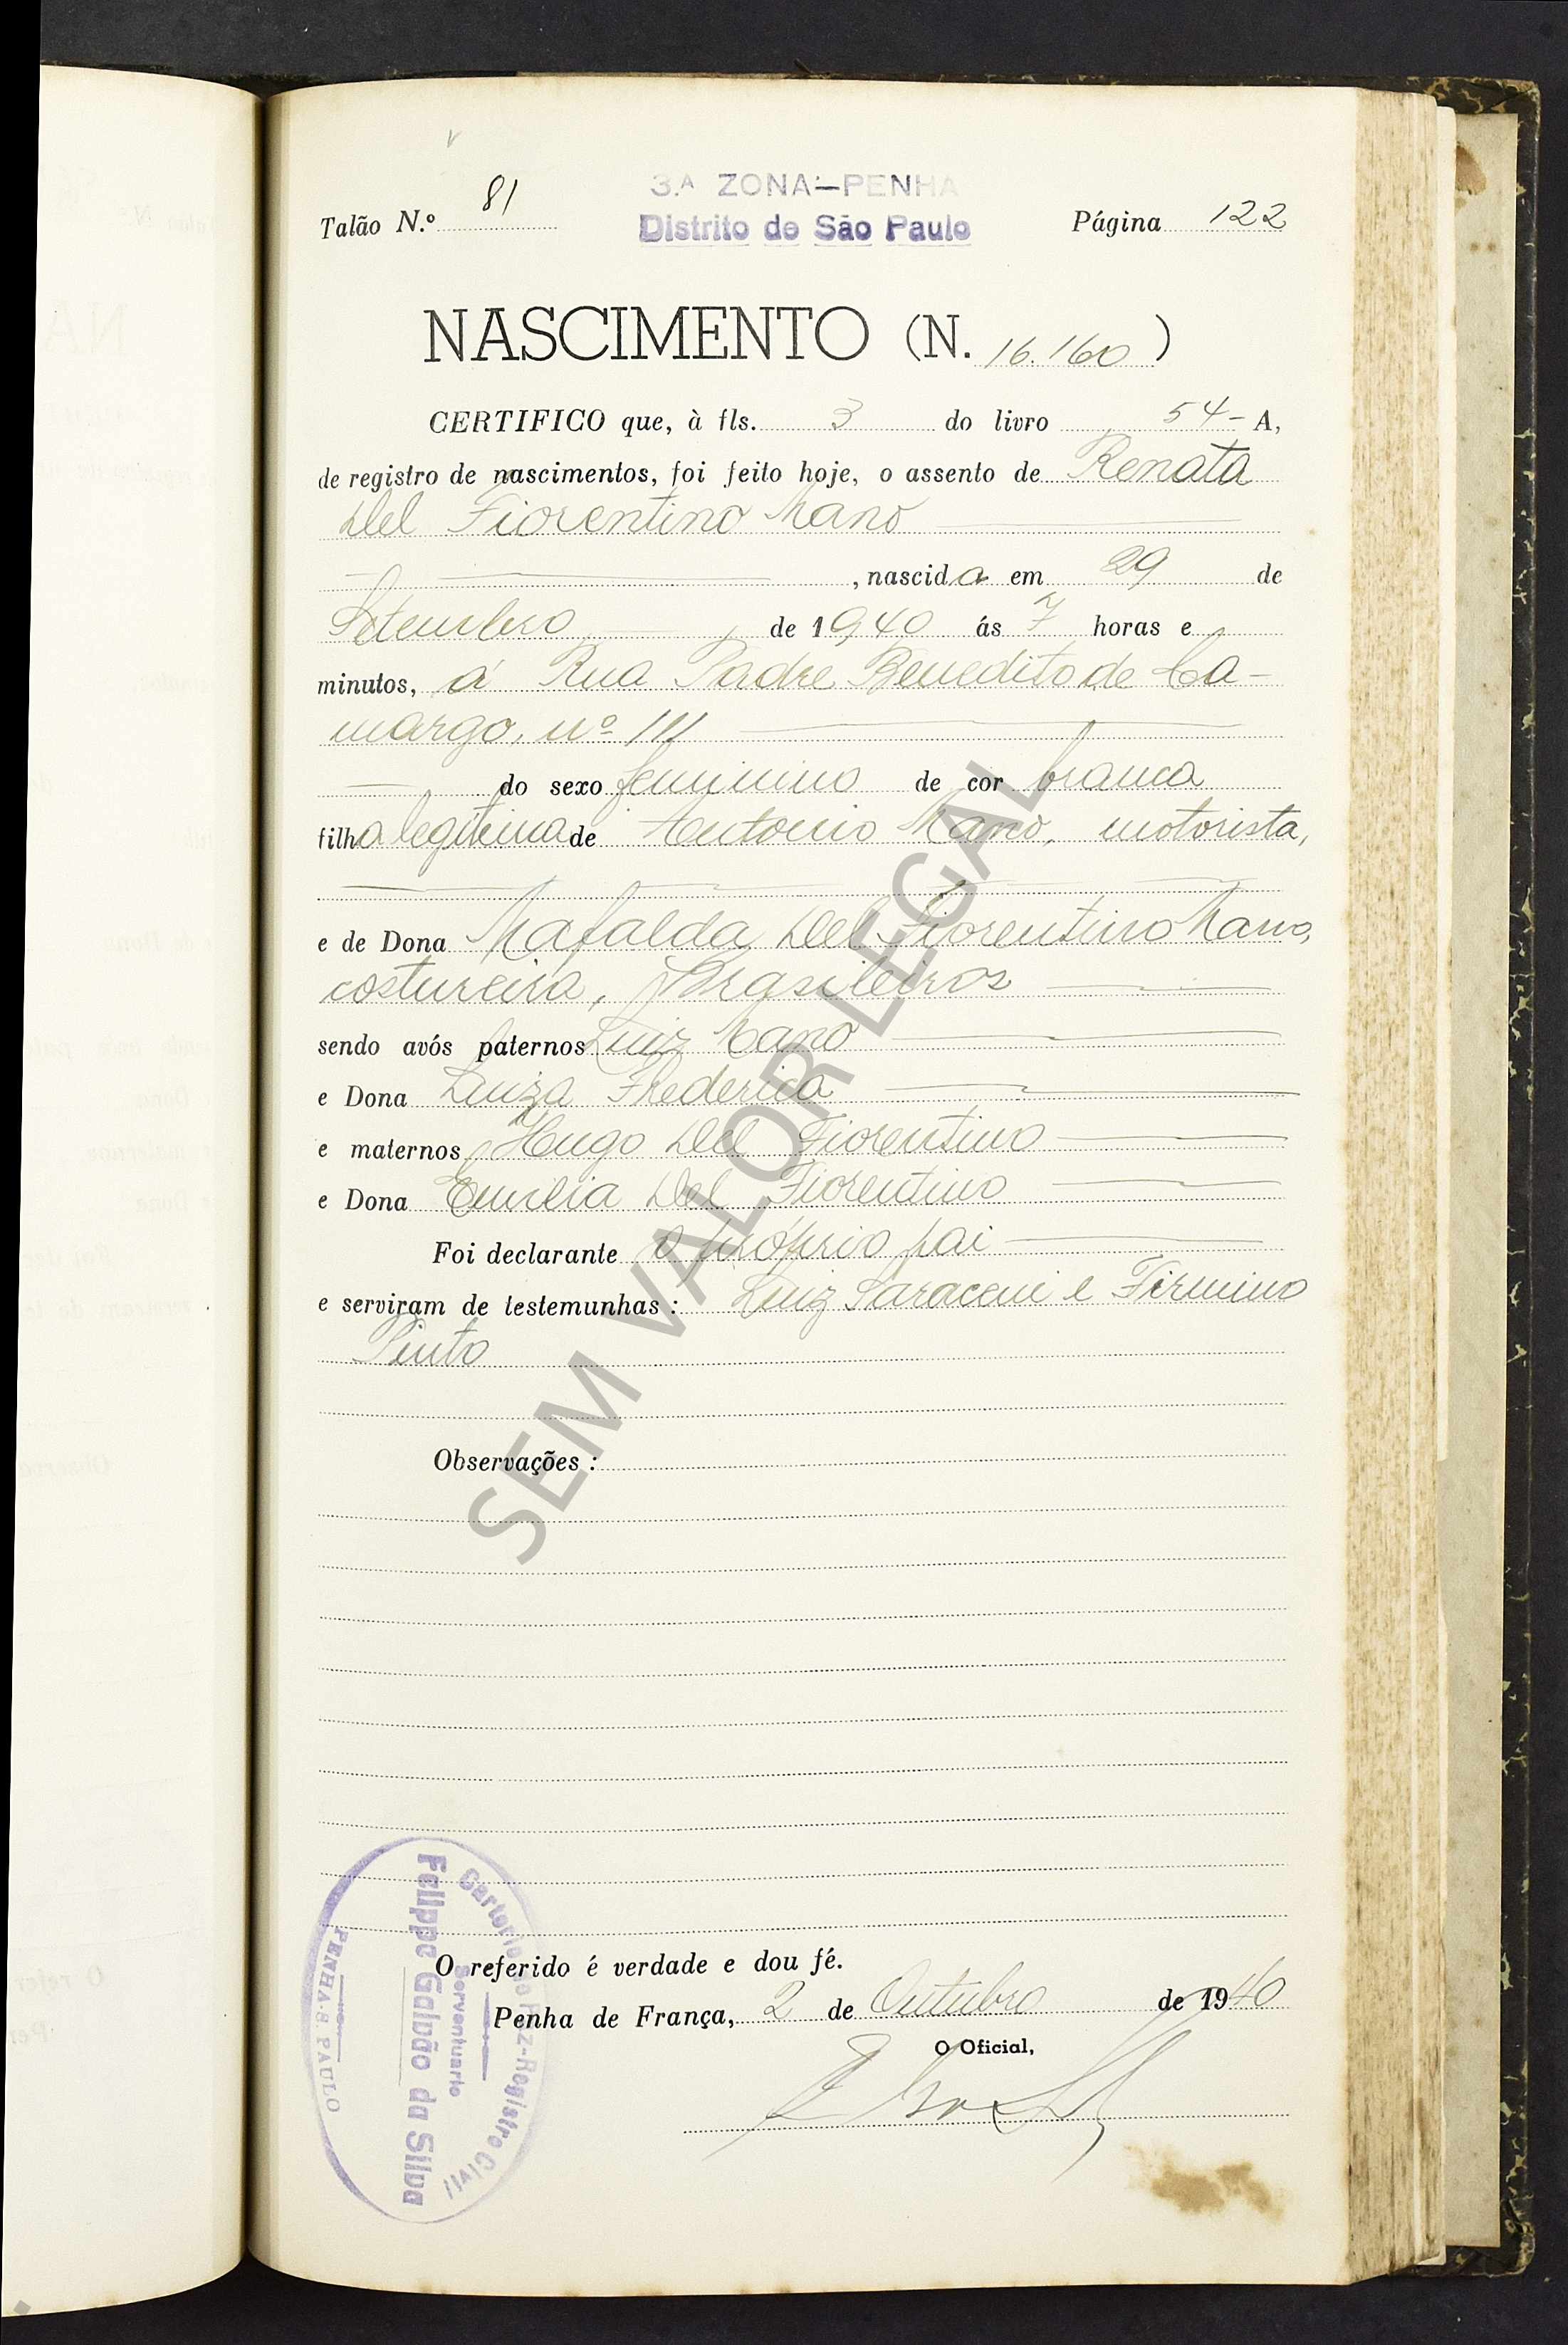 Talão N.º 81
3.ª ZONA—PENHA
Distrito de São Paulo
Página 122
NASCIMENTO (N. 16.160)
CERTIFICO que, à fls. 3 do livro 54-A,
de registro de nascimentos, foi feito hoje, o assento de Renata
Del Fiorentino Mano
, nascida em 29 de
Setembro de 1940 ás 7 horas e
minutos, á Rua Padre Benedito de Ca-
margo, nº 111
do sexo feminino de cor branca
filha legitima de Antonio Mano, motorista,
e de Dona Mafalda Del Fiorentino Mano,
costureira, Brasileiros
sendo avós paternos Luiz Mano
e Dona Luiza Frederica
e maternos Hugo Del Fiorentino
e Dona Emilia Del Fiorentino
Foi declarante o próprio pai
e serviram de testemunhas: Luiz Saraceni e Firmino
Pinto
Observações:
SEM VALOR LEGAL
O referido é verdade e dou fé.
Penha de França, 2 de Outubro de 1940
O Oficial,
Cartorio de Paz-Registro Civil
Serventuario
Felippe Galvão da Silva
PENHA-S. PAULO